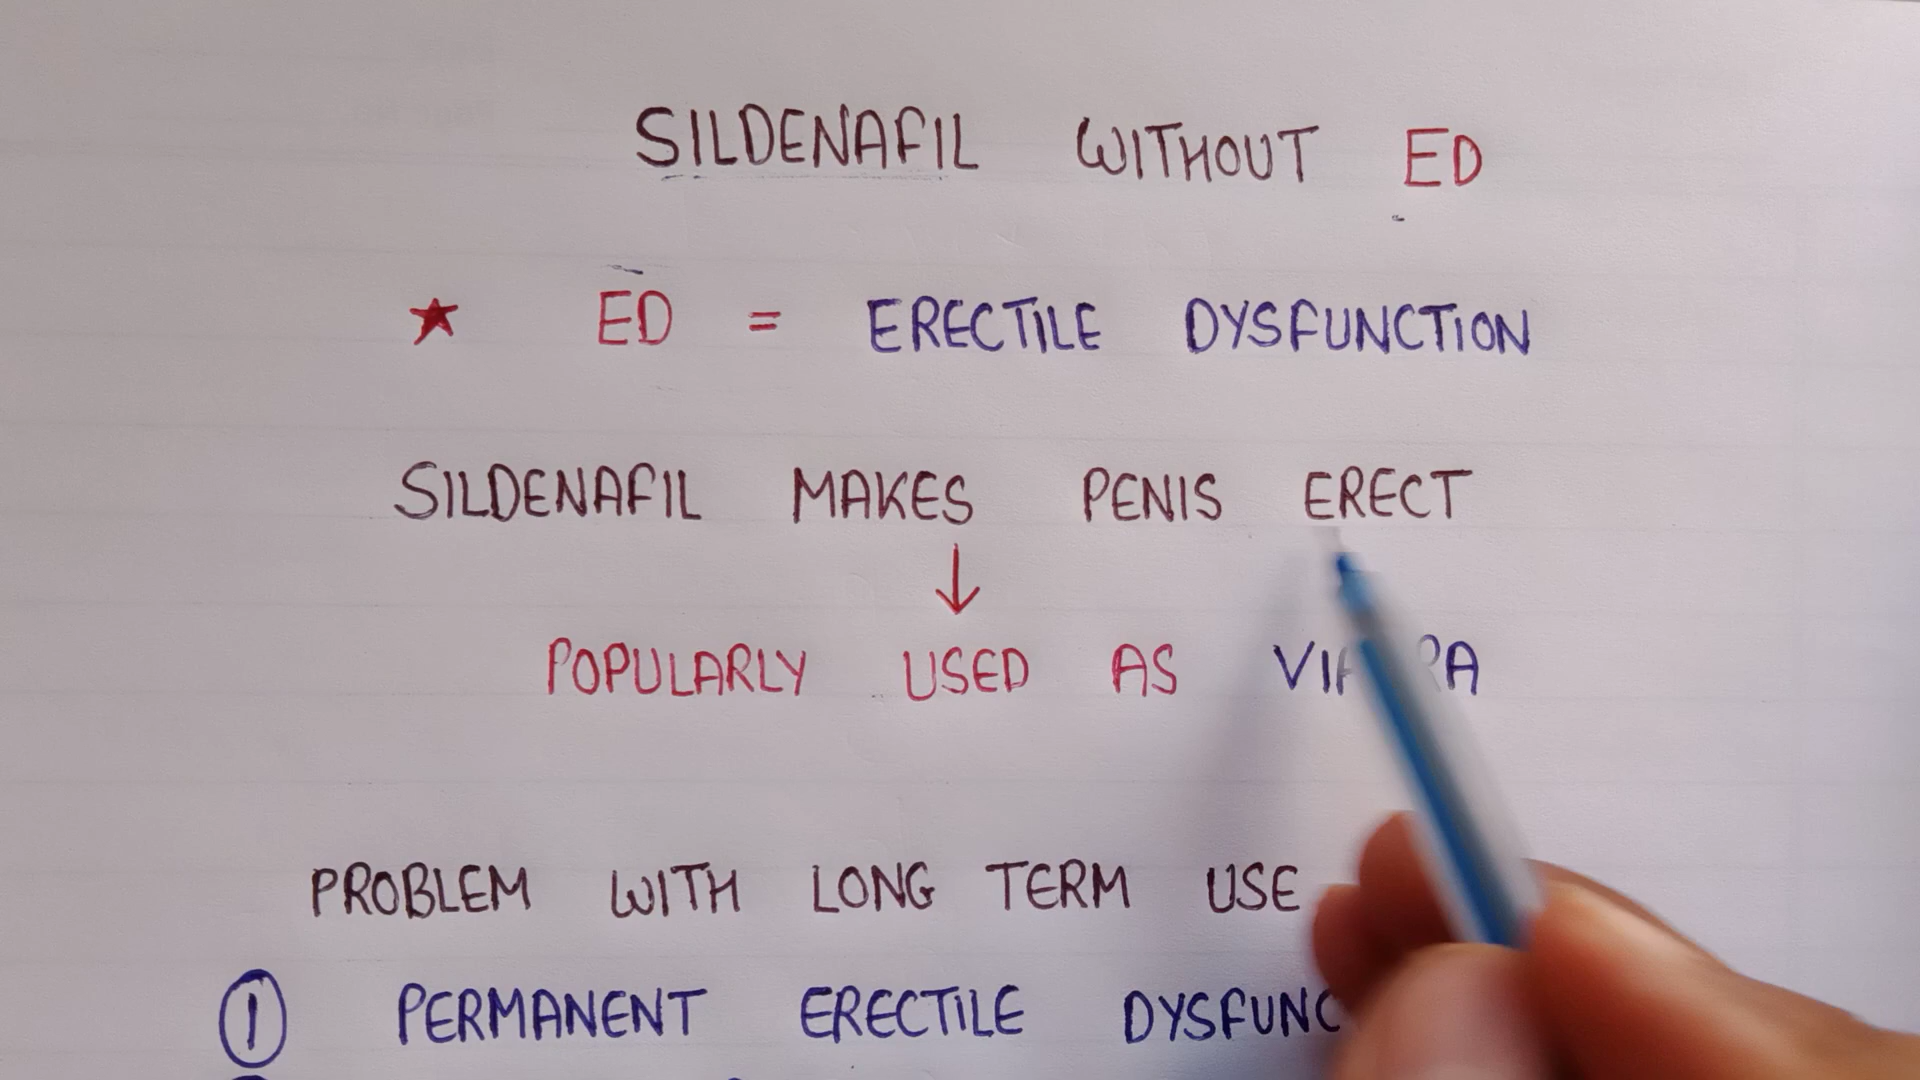 SILDENAFIL WITHOUT ED
★ ED = ERECTILE DYSFUNCTION
SILDENAFIL MAKES PENIS ERECT
↓
POPULARLY USED AS
PROBLEM WITH LONG TERM USE
1 PERMANENT ERECTILE DYSFUNC